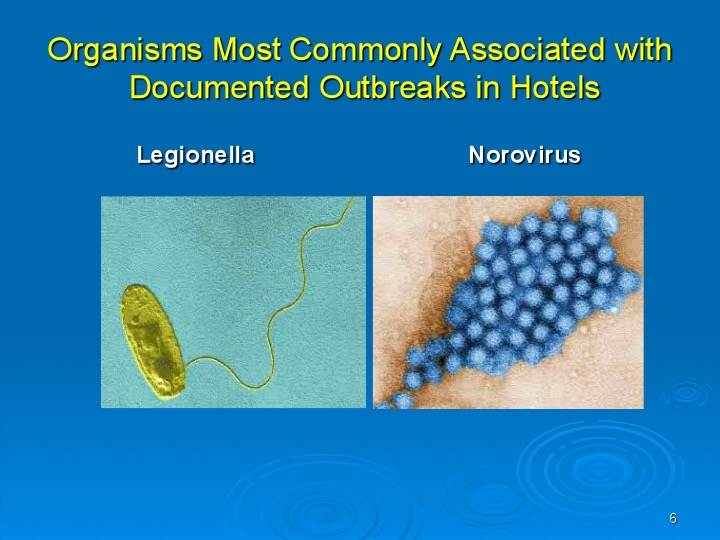 Organisms Most Commonly Associated with
Documented Outbreaks in Hotels
Legionella
Norovirus
6